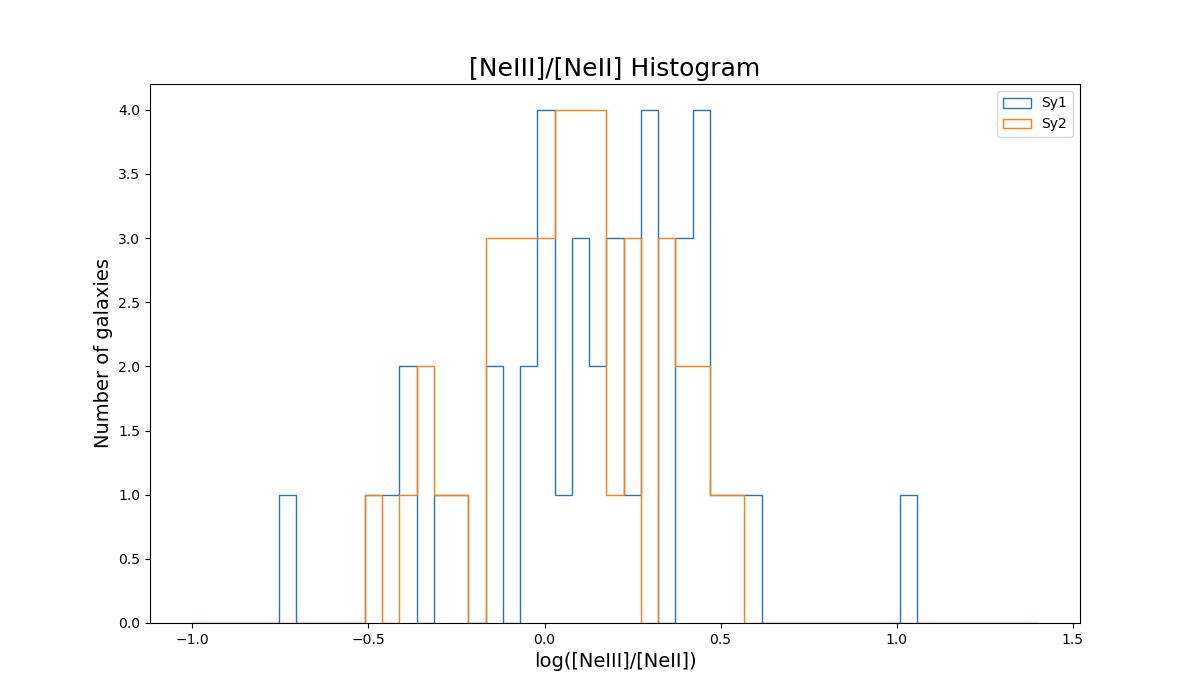 [NeIII]/[NeII] Histogram
Sy1
Sy2
4.0
3.5
3.0
2.5
2.0
1.5
1.0
0.5
0.0
Number of galaxies
−1.0 −0.5 0.0 0.5 1.0 1.5
log([NeIII]/[NeII])